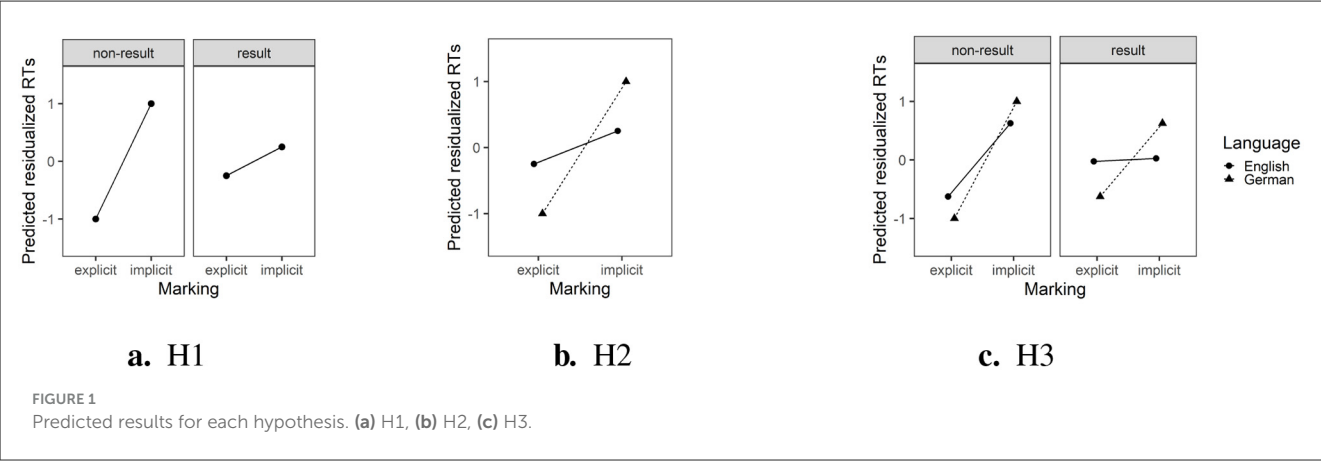 non-result result
Predicted residualized RTs
1
0
-1
explicit implicit explicit implicit
Marking
a. H1
Predicted residualized RTs
1
0
-1
explicit implicit
Marking
b. H2
non-result result
Predicted residualized RTs
1
0
-1
explicit implicit explicit implicit
Marking
Language
English
German
c. H3
FIGURE 1
Predicted results for each hypothesis. (a) H1, (b) H2, (c) H3.